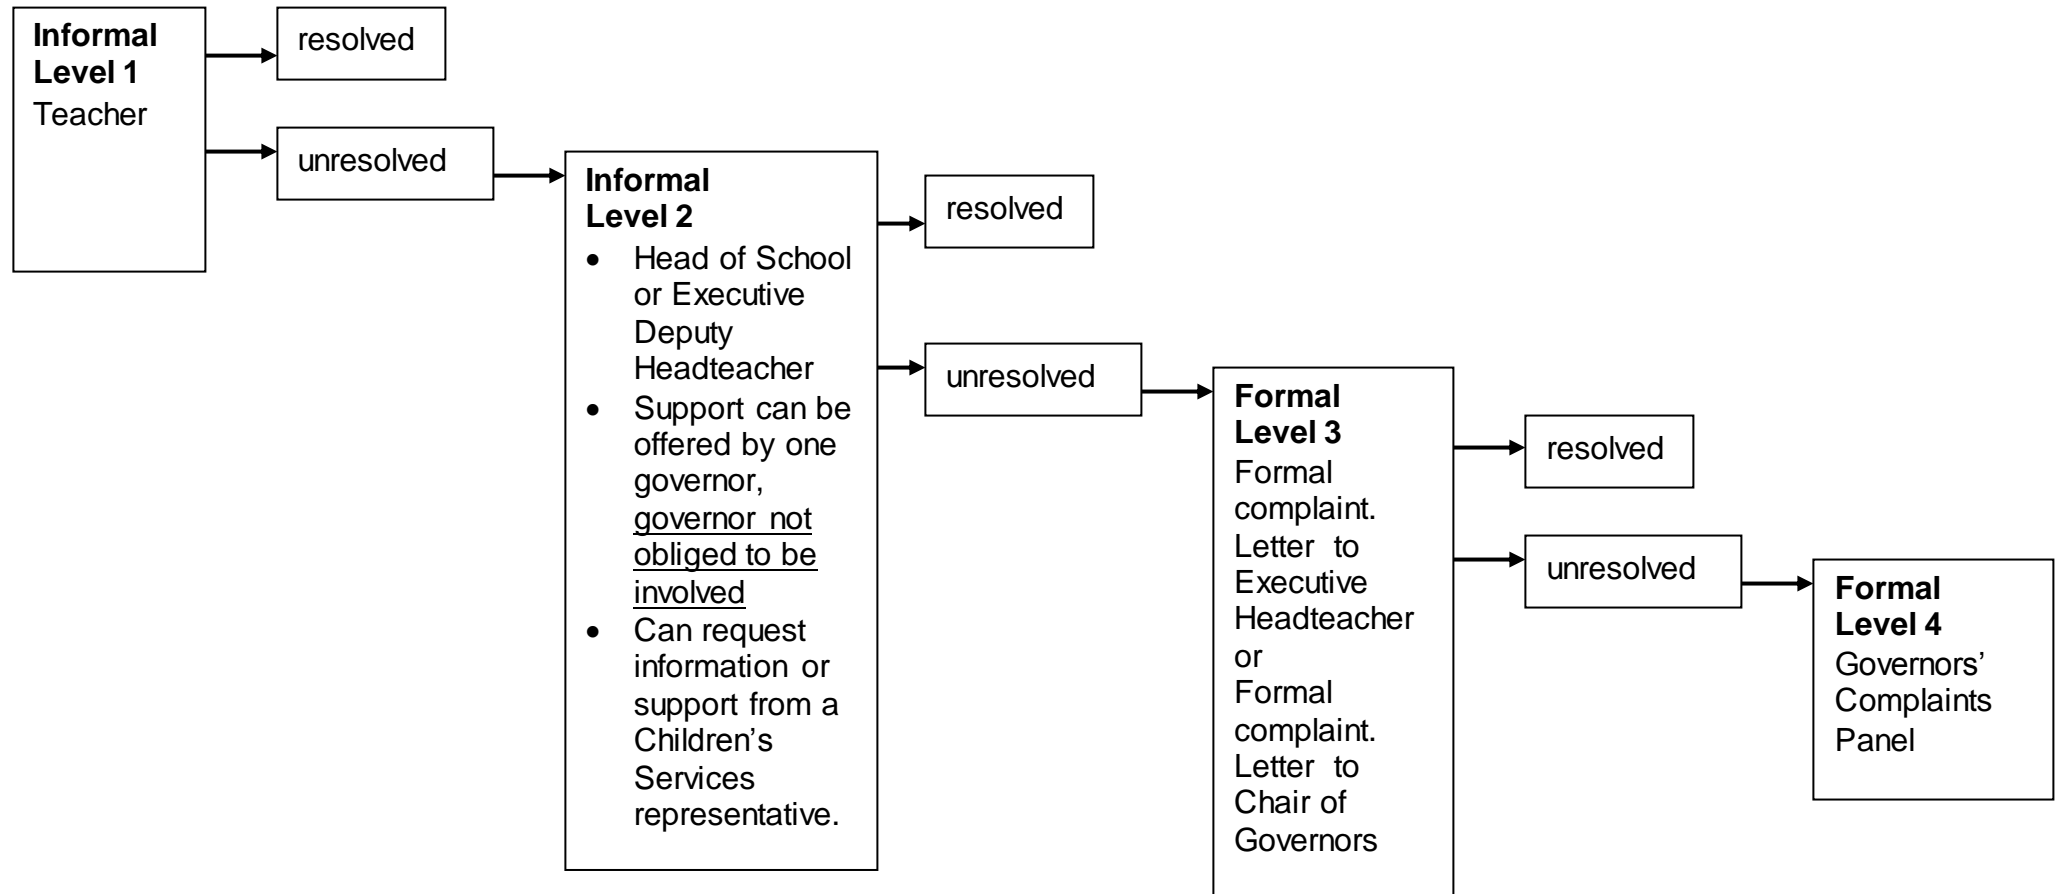 Informal
Level 1
Teacher
resolved
unresolved
Informal
Level 2
• Head of School
or Executive
Deputy
Headteacher
• Support can be
offered by one
governor,
governor not
obliged to be
involved
• Can request
information or
support from a
Children’s
Services
representative.
resolved
unresolved
Formal
Level 3
Formal
complaint.
Letter to
Executive
Headteacher
or
Formal
complaint.
Letter to
Chair of
Governors
resolved
unresolved
Formal
Level 4
Governors’
Complaints
Panel